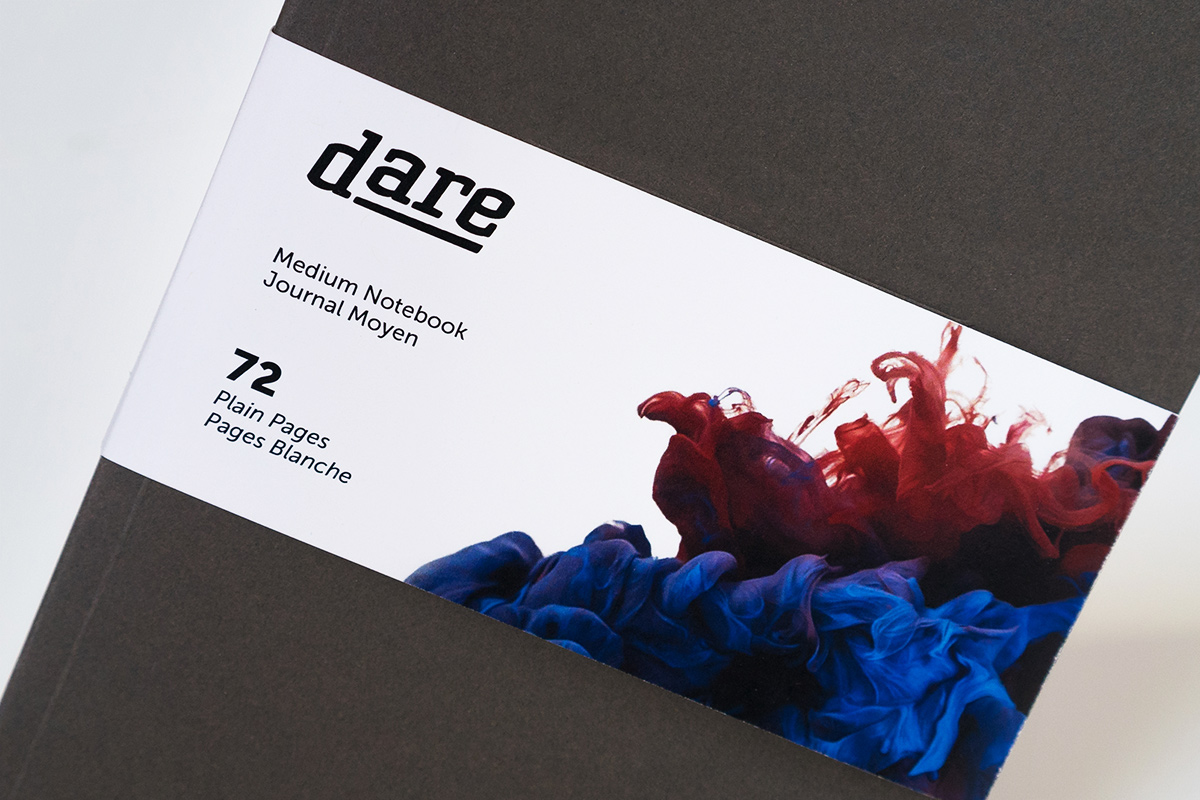 dare
Medium Notebook
Journal Moyen
72
Plain Pages
Pages Blanche